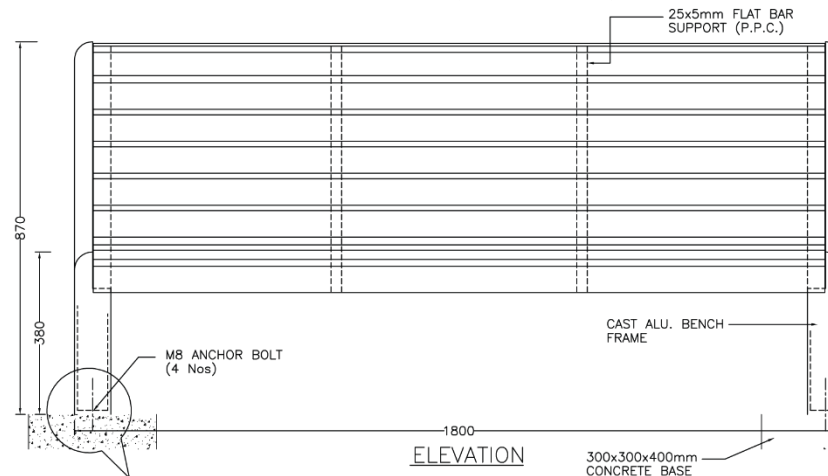 25x5mm FLAT BAR
SUPPORT (P.P.C.)
870
380
CAST ALU. BENCH
FRAME
M8 ANCHOR BOLT
(4 Nos)
1800
ELEVATION
300x300x400mm
CONCRETE BASE